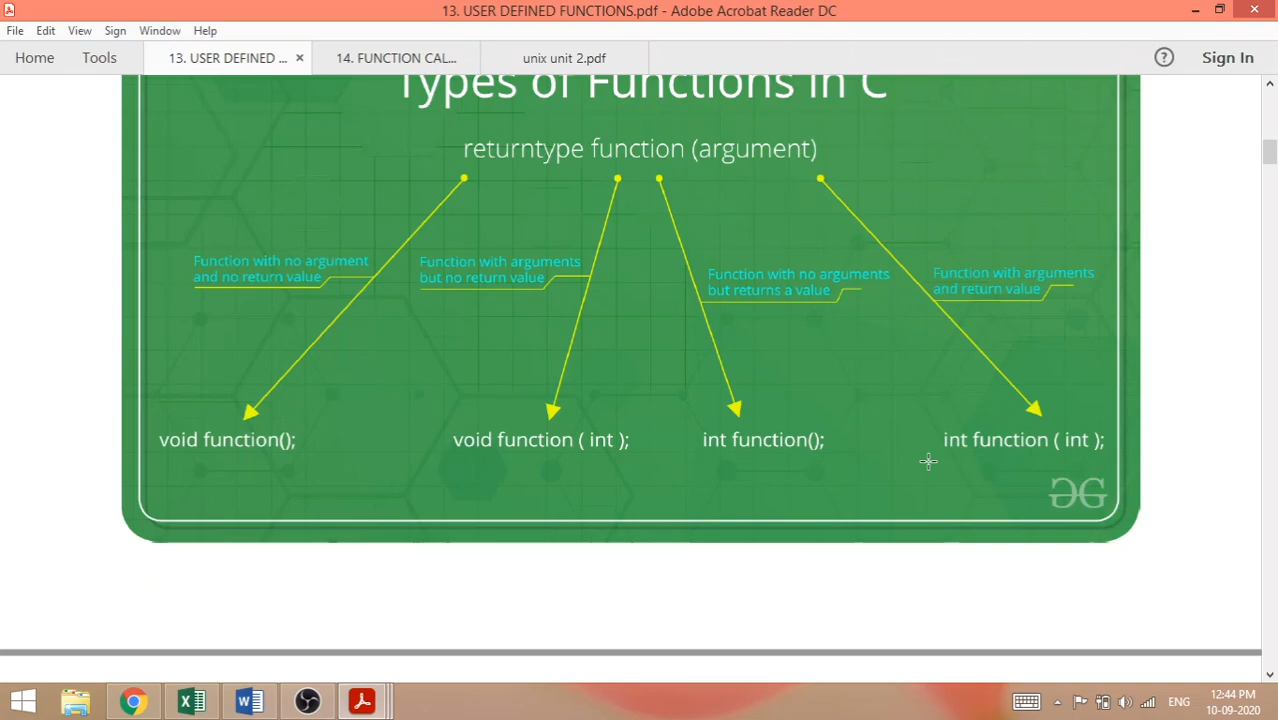 13. USER DEFINED FUNCTIONS.pdf - Adobe Acrobat Reader DC
File Edit View Sign Window Help
Home Tools 13. USER DEFINED ... × 14. FUNCTION CAL... unix unit 2.pdf ? Sign In
Types of Functions in C
returntype function (argument)
Function with no argument
and no return value
Function with arguments
but no return value
Function with no arguments
but returns a value
Function with arguments
and return value
void function();
void function ( int );
int function();
int function ( int );
ENG
12:44 PM
10-09-2020